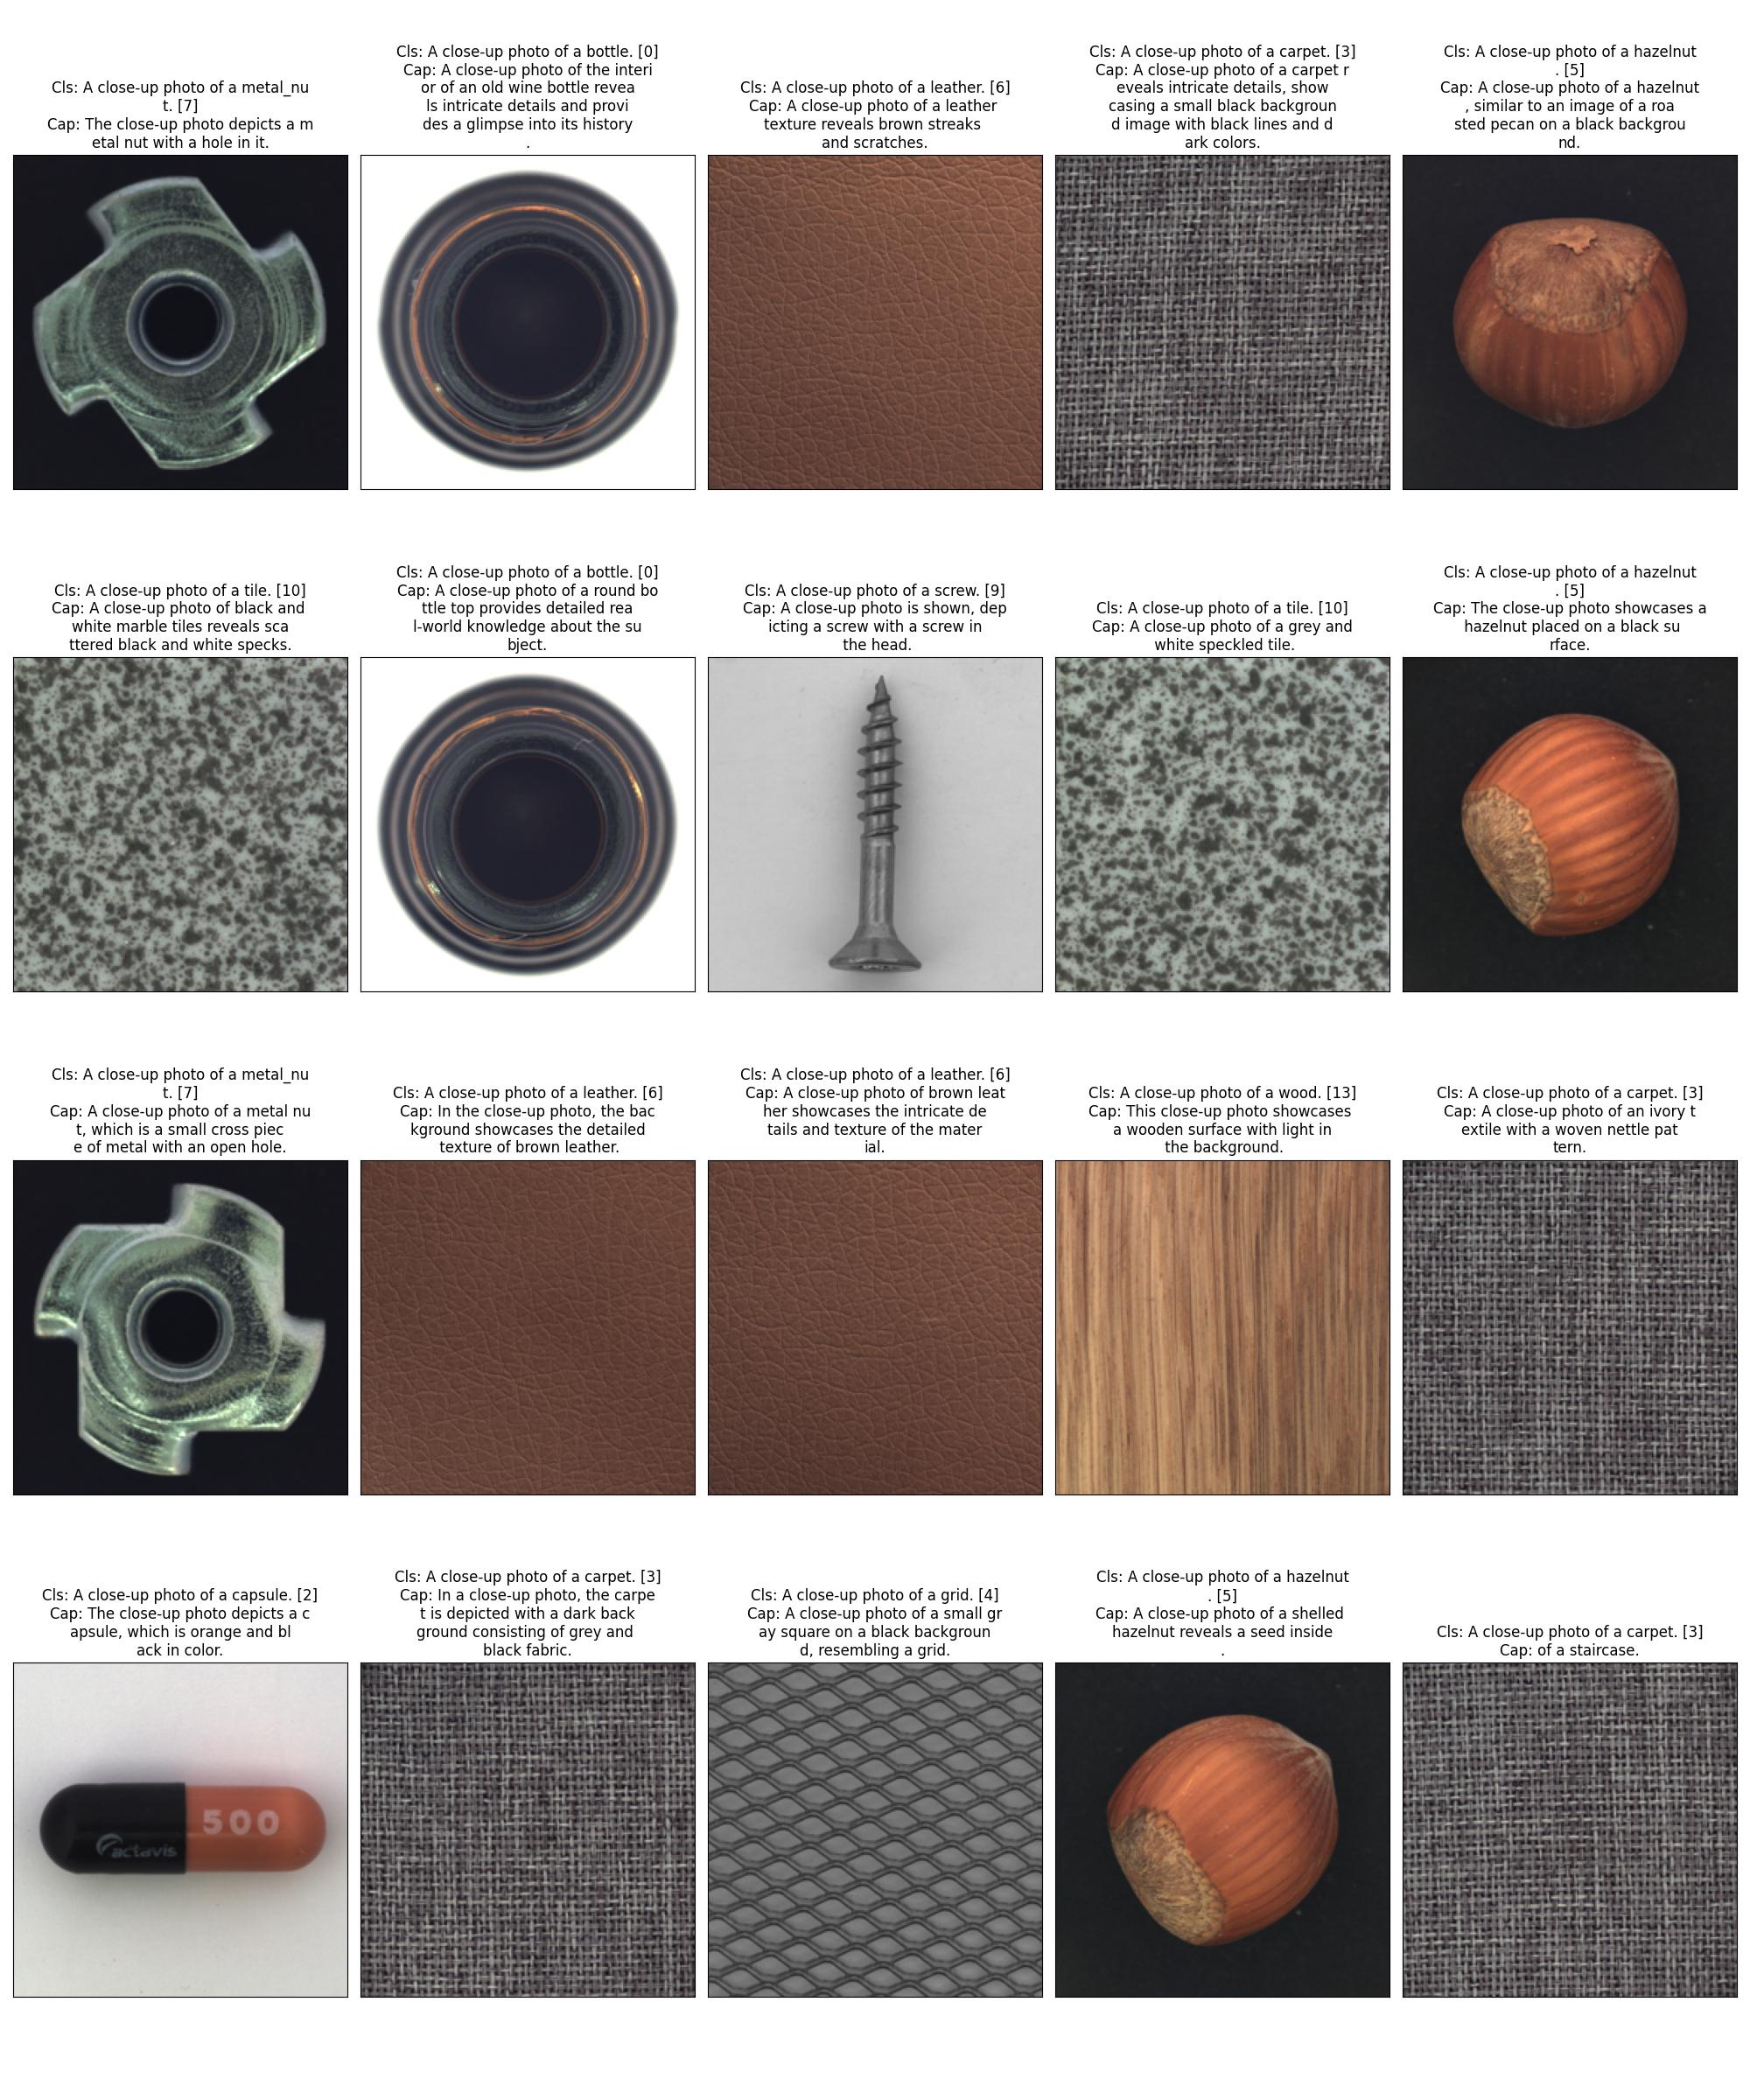 Cls: A close-up photo of a metal_nu
t. [7]
Cap: The close-up photo depicts a m
etal nut with a hole in it.
Cls: A close-up photo of a bottle. [0]
Cap: A close-up photo of the interi
or of an old wine bottle revea
ls intricate details and provi
des a glimpse into its history
.
Cls: A close-up photo of a leather. [6]
Cap: A close-up photo of a leather
texture reveals brown streaks
and scratches.
Cls: A close-up photo of a carpet. [3]
Cap: A close-up photo of a carpet r
eveals intricate details, show
casing a small black backgroun
d image with black lines and d
ark colors.
Cls: A close-up photo of a hazelnut
. [5]
Cap: A close-up photo of a hazelnut
, similar to an image of a roa
sted pecan on a black backgrou
nd.
Cls: A close-up photo of a tile. [10]
Cap: A close-up photo of black and
white marble tiles reveals sca
ttered black and white specks.
Cls: A close-up photo of a bottle. [0]
Cap: A close-up photo of a round bo
ttle top provides detailed rea
l-world knowledge about the su
bject.
Cls: A close-up photo of a screw. [9]
Cap: A close-up photo is shown, dep
icting a screw with a screw in
the head.
Cls: A close-up photo of a tile. [10]
Cap: A close-up photo of a grey and
white speckled tile.
Cls: A close-up photo of a hazelnut
. [5]
Cap: The close-up photo showcases a
hazelnut placed on a black su
rface.
Cls: A close-up photo of a metal_nu
t. [7]
Cap: A close-up photo of a metal nu
t, which is a small cross piec
e of metal with an open hole.
Cls: A close-up photo of a leather. [6]
Cap: In the close-up photo, the bac
kground showcases the detailed
texture of brown leather.
Cls: A close-up photo of a leather. [6]
Cap: A close-up photo of brown leat
her showcases the intricate de
tails and texture of the mater
ial.
Cls: A close-up photo of a wood. [13]
Cap: This close-up photo showcases
a wooden surface with light in
the background.
Cls: A close-up photo of a carpet. [3]
Cap: A close-up photo of an ivory t
extile with a woven nettle pat
tern.
Cls: A close-up photo of a capsule. [2]
Cap: The close-up photo depicts a c
apsule, which is orange and bl
ack in color.
Cls: A close-up photo of a carpet. [3]
Cap: In a close-up photo, the carpe
t is depicted with a dark back
ground consisting of grey and
black fabric.
Cls: A close-up photo of a grid. [4]
Cap: A close-up photo of a small gr
ay square on a black backgroun
d, resembling a grid.
Cls: A close-up photo of a hazelnut
. [5]
Cap: A close-up photo of a shelled
hazelnut reveals a seed inside
.
Cls: A close-up photo of a carpet. [3]
Cap: of a staircase.
500
actavis